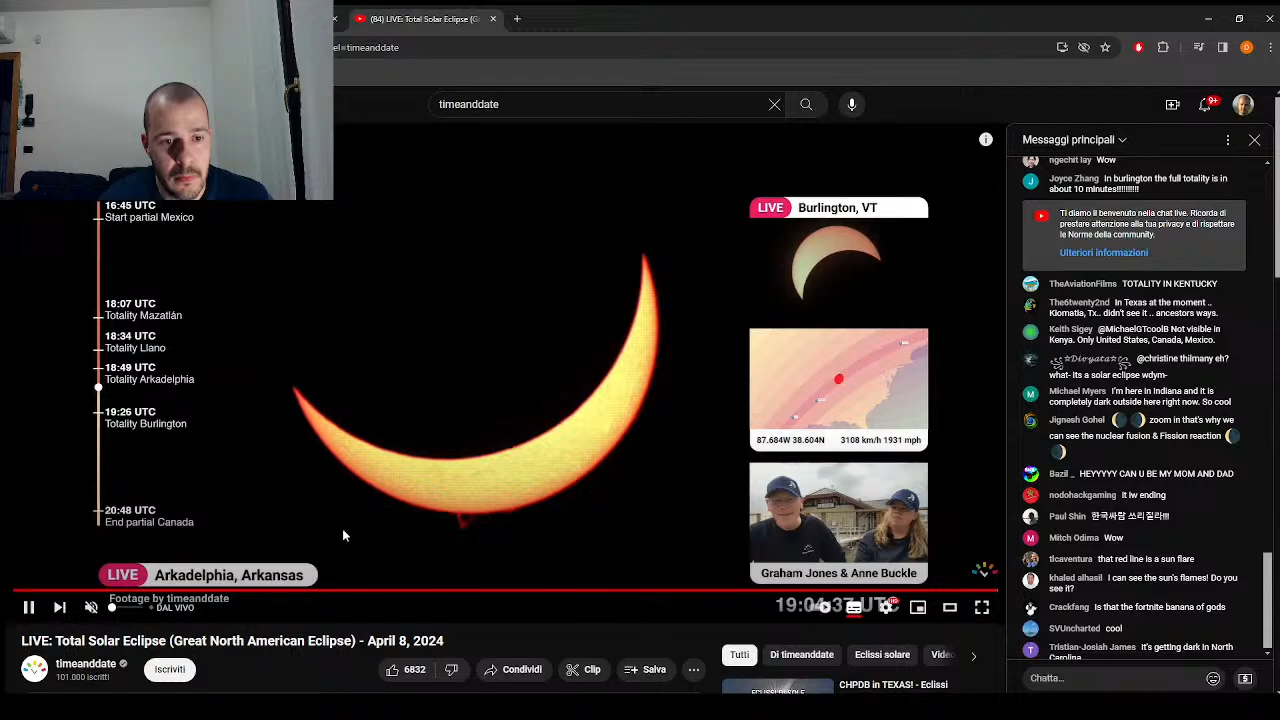 (84) LIVE: Total Solar Eclipse (Gr
el=timeanddate
timeanddate
9+
D
16:45 UTC
Start partial Mexico
18:07 UTC
Totality Mazatlán
18:34 UTC
Totality Llano
18:49 UTC
Totality Arkadelphia
19:26 UTC
Totality Burlington
20:48 UTC
End partial Canada
LIVE Arkadelphia, Arkansas
Footage by timeanddate
DAL VIVO
LIVE Burlington, VT
87.684W 38.604N 3108 km/h 1931 mph
Graham Jones & Anne Buckle
19:04:37 UTC
LIVE: Total Solar Eclipse (Great North American Eclipse) - April 8, 2024
timeanddate
101.000 iscritti
Iscriviti
6832
Condividi
Clip
Salva
Tutti
Di timeanddate
Eclissi solare
Video
CHPDB in TEXAS! - Eclissi
Messaggi principali
ngechit lay Wow
Joyce Zhang In burlington the full totality is in
about 10 minutes!!!!!!!!!
Ti diamo il benvenuto nella chat live. Ricorda di
prestare attenzione alla tua privacy e di rispettare
le Norme della community.
Ulteriori informazioni
TheAviationFilms TOTALITY IN KENTUCKY
The6twenty2nd In Texas at the moment ..
Klomatia, Tx.. didn't see it .. ancestors ways.
Keith Sigey @MichaelGTcoolB Not visible in
Kenya. Only United States, Canada, Mexico.
𝓓𝓲𝓿𝔂𝓪𝓽𝓪 @christine thilmany eh?
what- its a solar eclipse wdym-
Michael Myers I'm here in Indiana and it is
completely dark outside here right now. So cool
Jignesh Gohel 🌗🌗 zoom in that's why we
can see the nuclear fusion & Fission reaction 🌗
🌗
Bazil _ HEYYYYY CAN U BE MY MOM AND DAD
nodohackgaming it iw ending
Paul Shin 한국싸람 쓰리질라!!!
Mitch Odima Wow
tlcaventura that red line is a sun flare
khaled alhasil I can see the sun's flames! Do you
see it?
Crackfang Is that the fortnite banana of gods
SVUncharted cool
Tristian-Josiah James It's getting dark in North
Carolina
Chatta...